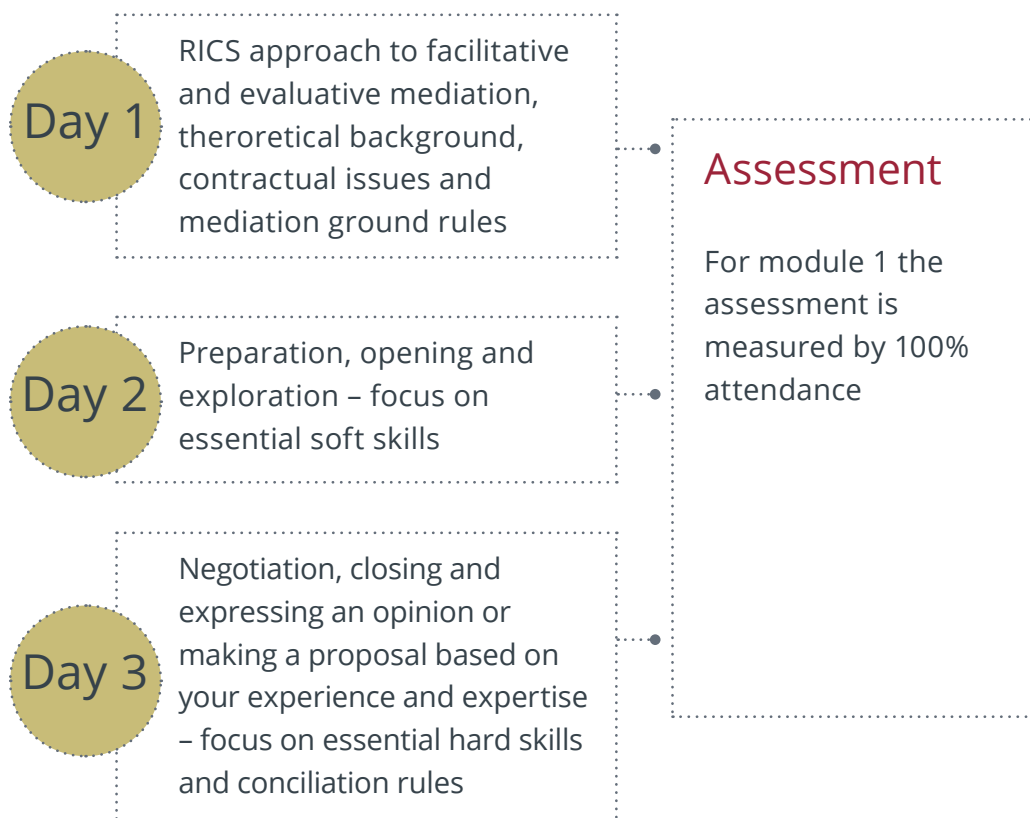 Day 1
RICS approach to facilitative
and evaluative mediation,
theroretical background,
contractual issues and
mediation ground rules
Day 2
Preparation, opening and
exploration – focus on
essential soft skills
Day 3
Negotiation, closing and
expressing an opinion or
making a proposal based on
your experience and expertise
– focus on essential hard skills
and conciliation rules
Assessment
For module 1 the
assessment is
measured by 100%
attendance